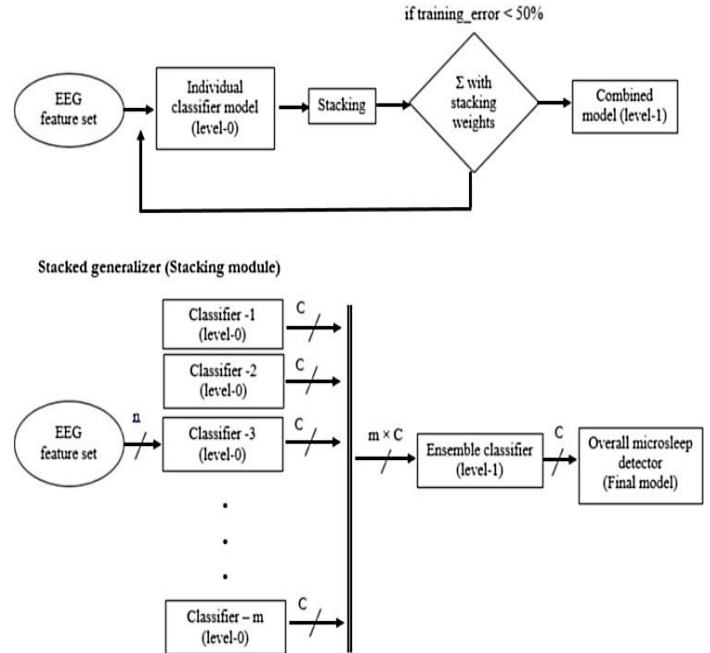 if training_error < 50%
EEG
feature set
Individual
classifier model
(level-0)
Stacking
Σ with
stacking
weights
Combined
model (level-1)
Stacked generalizer (Stacking module)
Classifier -1
(level-0)
C
Classifier -2
(level-0)
C
EEG
feature set
n
Classifier -3
(level-0)
C
m × C
Ensemble classifier
(level-1)
C
Overall microsleep
detector
(Final model)
Classifier – m
(level-0)
C